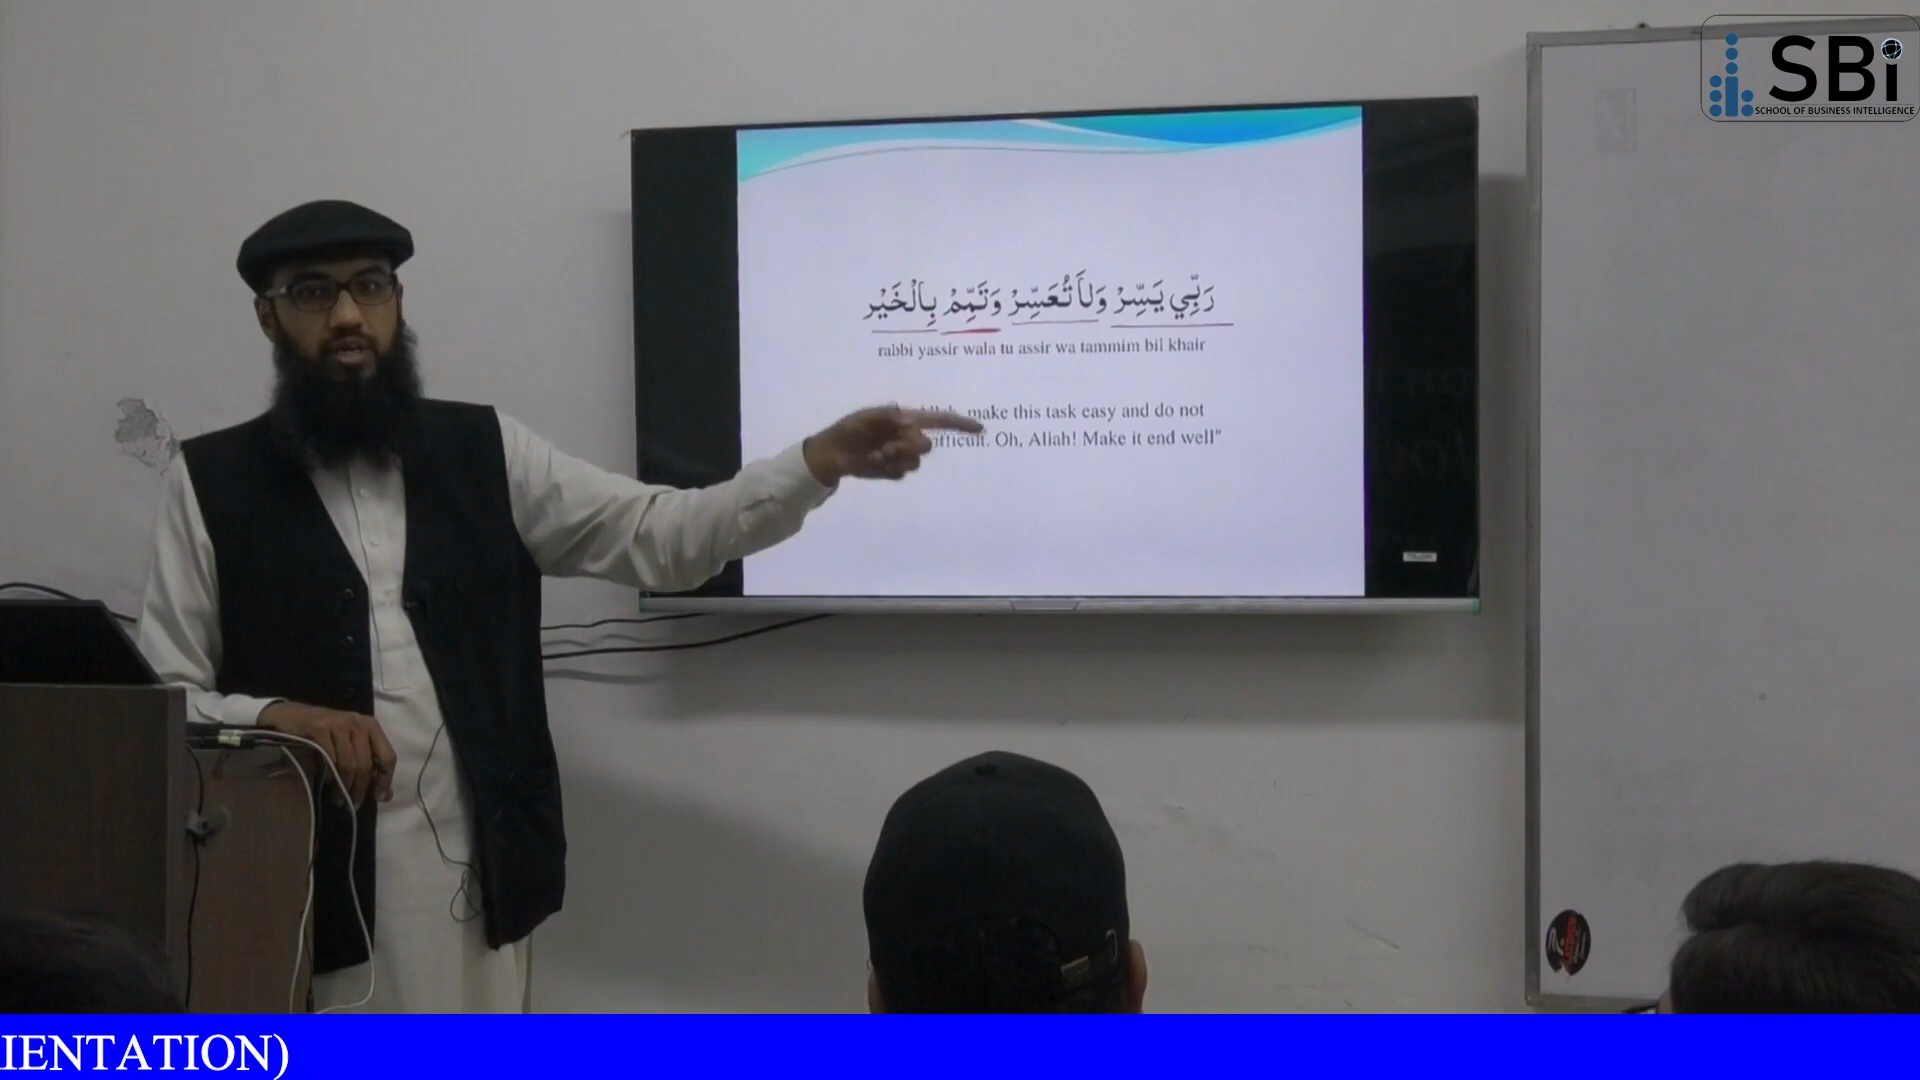 SBi
SCHOOL OF BUSINESS INTELLIGENCE
رَبِّي يَسِّرْ وَلَا تُعَسِّرْ وَتَمِّمْ بِالْخَيْر
rabbi yassir wala tu assir wa tammim bil khair
make this task easy and do not
Oh, Allah! Make it end well"
IENTATION)